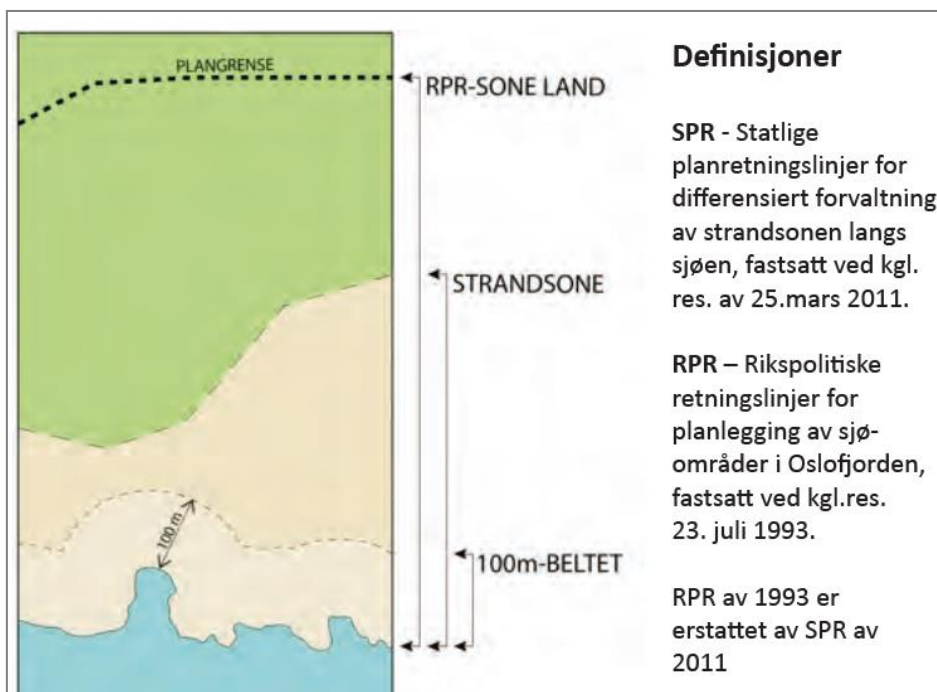 PLANGRENSE
RPR-SONE LAND
STRANDSONE
100 m
100m-BELTET
Definisjoner
SPR - Statlige
planretningslinjer for
differensiert forvaltning
av strandsonen langs
sjøen, fastsatt ved kgl.
res. av 25.mars 2011.
RPR – Rikspolitiske
retningslinjer for
planlegging av sjø-
områder i Oslofjorden,
fastsatt ved kgl.res.
23. juli 1993.
RPR av 1993 er
erstattet av SPR av
2011